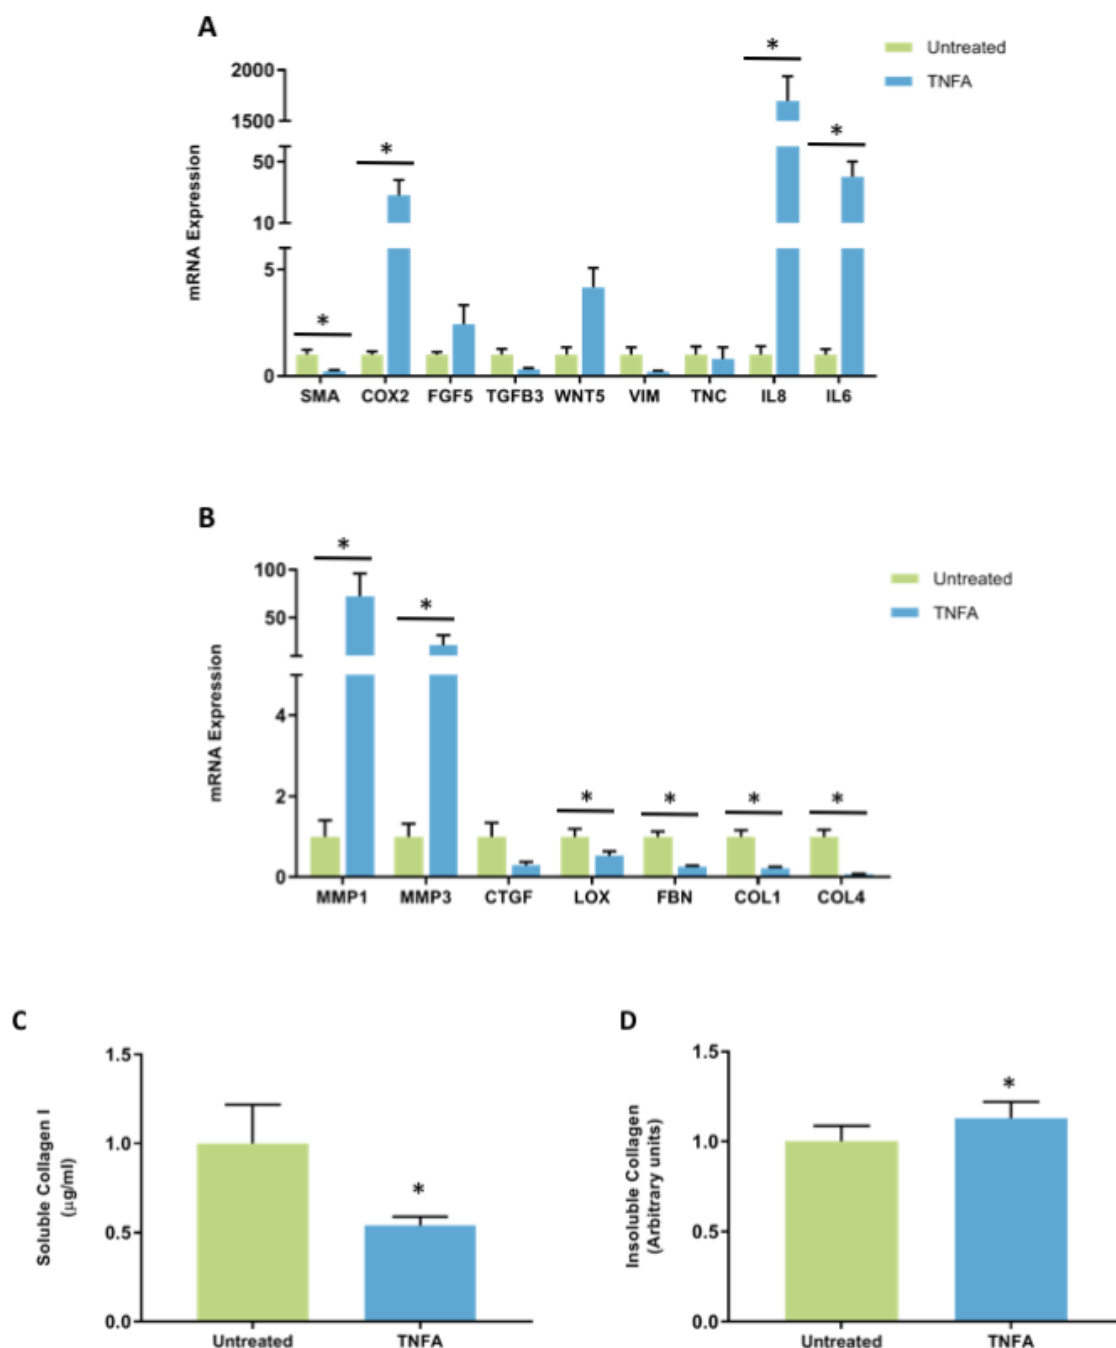 A
Untreated
TNFA
mRNA Expression
2000
1500
50
10
5
0
* * * *
SMA COX2 FGF5 TGFB3 WNT5 VIM TNC IL8 IL6
B
Untreated
TNFA
mRNA Expression
100
50
4
2
0
* * * * * *
MMP1 MMP3 CTGF LOX FBN COL1 COL4
C
Soluble Collagen I
(µg/ml)
1.5
1.0
0.5
0.0
*
Untreated TNFA
D
Insoluble Collagen
(Arbitrary units)
1.5
1.0
0.5
0.0
*
Untreated TNFA